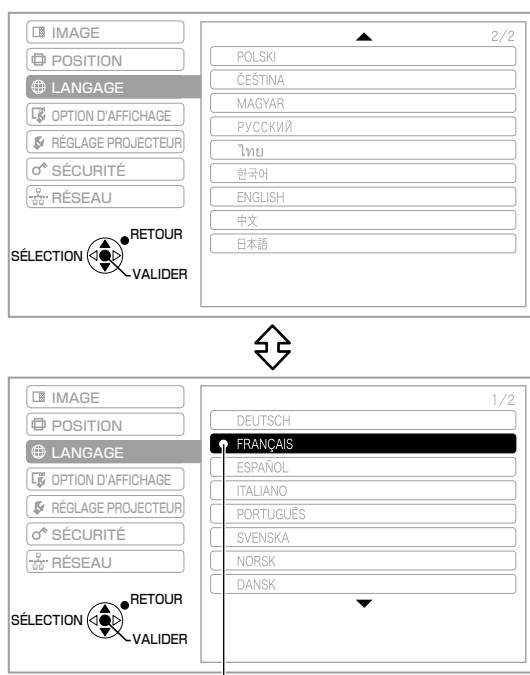 IMAGE
POSITION
LANGAGE
OPTION D'AFFICHAGE
RÉGLAGE PROJECTEUR
SÉCURITÉ
RÉSEAU
RETOUR
SÉLECTION
VALIDER
2/2
POLSKI
ČEŠTINA
MAGYAR
РУССКИЙ
ไทย
한국어
ENGLISH
中文
日本語
IMAGE
POSITION
LANGAGE
OPTION D'AFFICHAGE
RÉGLAGE PROJECTEUR
SÉCURITÉ
RÉSEAU
RETOUR
SÉLECTION
VALIDER
1/2
DEUTSCH
FRANÇAIS
ESPAÑOL
ITALIANO
PORTUGUÊS
SVENSKA
NORSK
DANSK